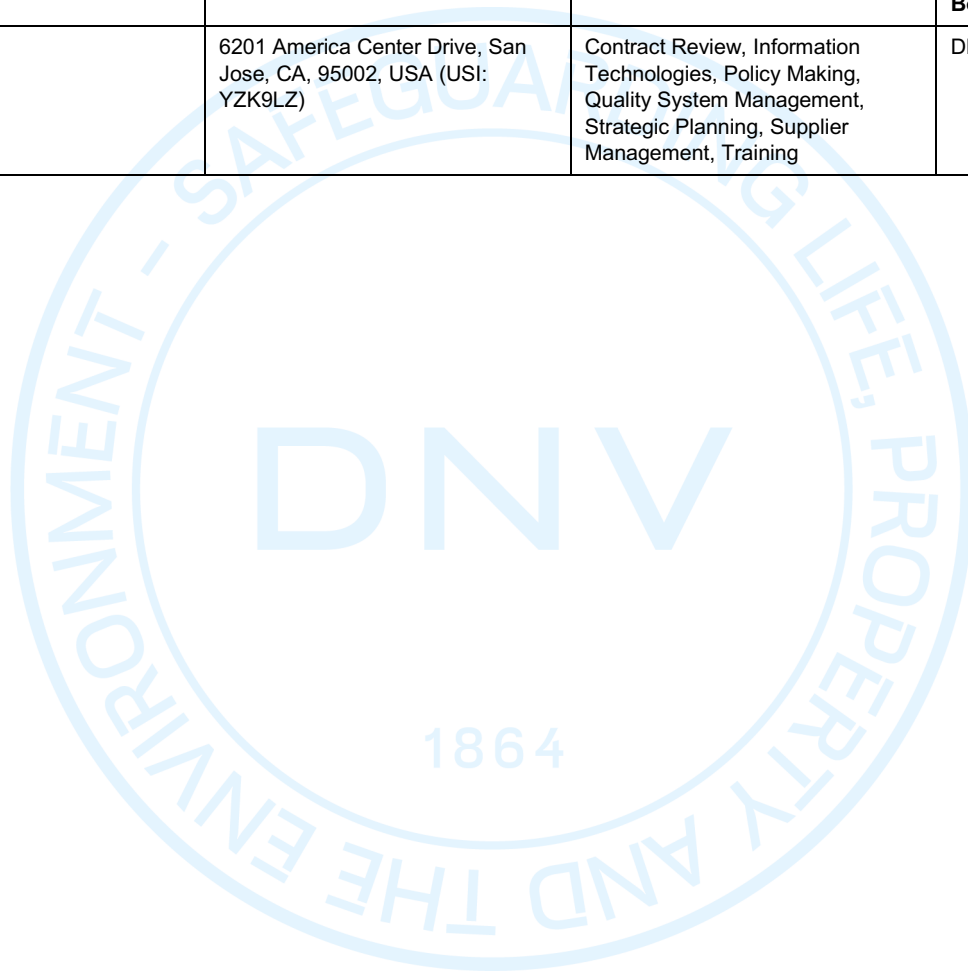 6201 America Center Drive, San
Jose, CA, 95002, USA (USI:
YZK9LZ)
Contract Review, Information
Technologies, Policy Making,
Quality System Management,
Strategic Planning, Supplier
Management, Training
SAFEGUARDING LIFE, PROPERTY AND THE ENVIRONMENT –
DNV
1864